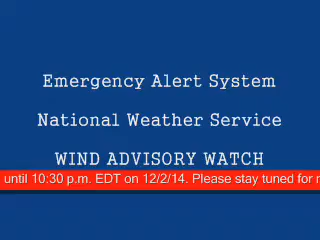 Emergency Alert System
National Weather Service
WIND ADVISORY WATCH
until 10:30 p.m. EDT on 12/2/14. Please stay tuned for